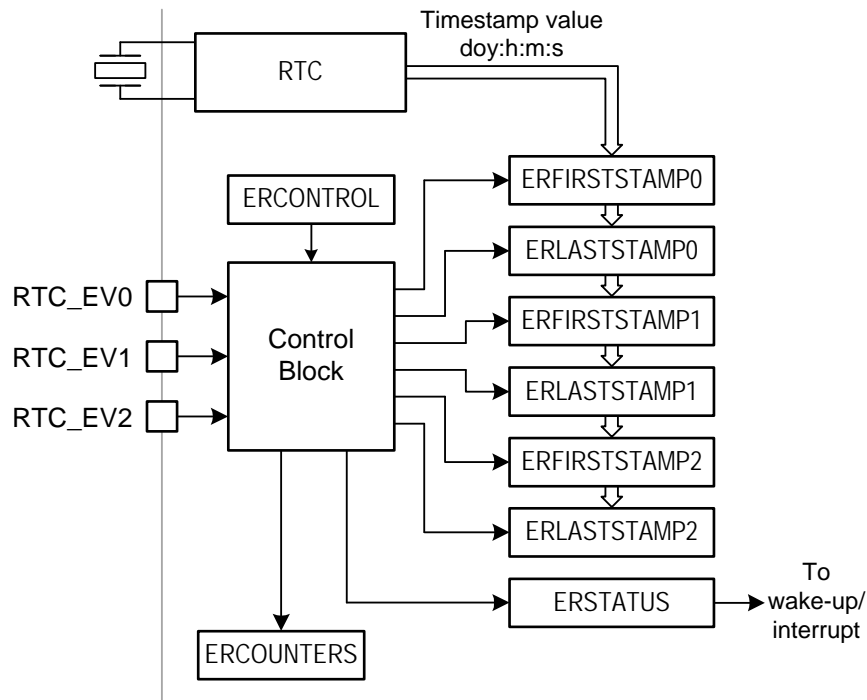 Timestamp value
doy:h:m:s
RTC
ERFIRSTSTAMP0
ERCONTROL
ERLASTSTAMP0
RTC_EV0
ERFIRSTSTAMP1
Control
Block
RTC_EV1
ERLASTSTAMP1
RTC_EV2
ERFIRSTSTAMP2
ERLASTSTAMP2
ERSTATUS
To
wake-up/
interrupt
ERCOUNTERS